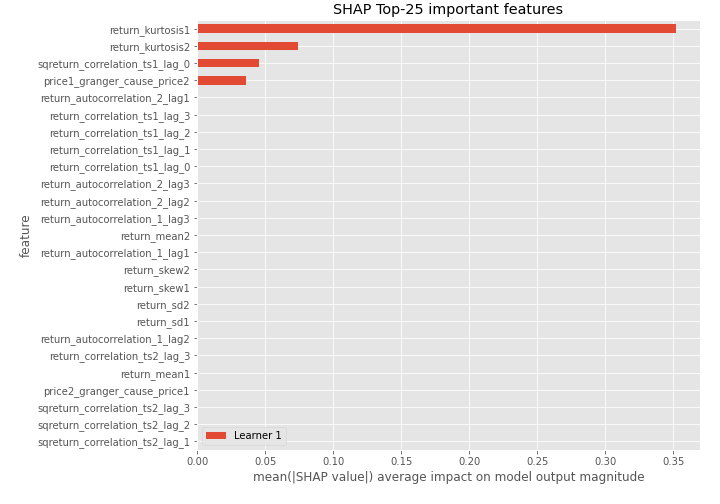 SHAP Top-25 important features
return_kurtosis1
return_kurtosis2
sqreturn_correlation_ts1_lag_0
price1_granger_cause_price2
return_autocorrelation_2_lag1
return_correlation_ts1_lag_3
return_correlation_ts1_lag_2
return_correlation_ts1_lag_1
return_correlation_ts1_lag_0
return_autocorrelation_2_lag3
return_autocorrelation_2_lag2
return_autocorrelation_1_lag3
return_mean2
return_autocorrelation_1_lag1
return_skew2
return_skew1
return_sd2
return_sd1
return_autocorrelation_1_lag2
return_correlation_ts2_lag_3
return_mean1
price2_granger_cause_price1
sqreturn_correlation_ts2_lag_3
sqreturn_correlation_ts2_lag_2
sqreturn_correlation_ts2_lag_1
feature
Learner 1
0.00 0.05 0.10 0.15 0.20 0.25 0.30 0.35
mean(|SHAP value|) average impact on model output magnitude